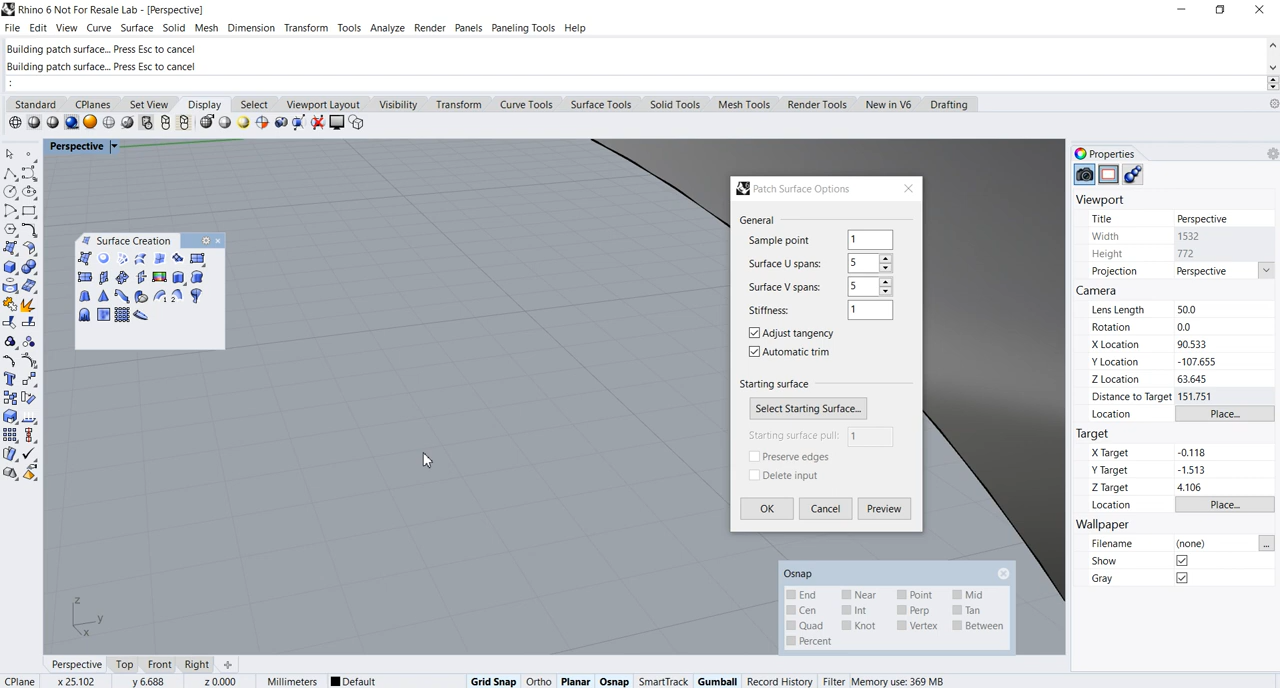 Rhino 6 Not For Resale Lab - [Perspective]
File Edit View Curve Surface Solid Mesh Dimension Transform Tools Analyze Render Panels Paneling Tools Help
Building patch surface... Press Esc to cancel
Building patch surface... Press Esc to cancel
:
Standard CPlanes Set View Display Select Viewport Layout Visibility Transform Curve Tools Surface Tools Solid Tools Mesh Tools Render Tools New in V6 Drafting
Perspective
Surface Creation
Patch Surface Options
General
Sample point 1
Surface U spans: 5
Surface V spans: 5
Stiffness: 1
Adjust tangency
Automatic trim
Starting surface
Select Starting Surface...
Starting surface pull: 1
Preserve edges
Delete input
OK Cancel Preview
Osnap
End Near Point Mid
Cen Int Perp Tan
Quad Knot Vertex Between
Percent
z
y
x
Properties
Viewport
Title Perspective
Width 1532
Height 772
Projection Perspective
Camera
Lens Length 50.0
Rotation 0.0
X Location 90.533
Y Location -107.655
Z Location 63.645
Distance to Target 151.751
Location Place...
Target
X Target -0.118
Y Target -1.513
Z Target 4.106
Location Place...
Wallpaper
Filename (none) ...
Show
Gray
Perspective Top Front Right
CPlane x 25.102 y 6.688 z 0.000 Millimeters Default Grid Snap Ortho Planar Osnap SmartTrack Gumball Record History Filter Memory use: 369 MB